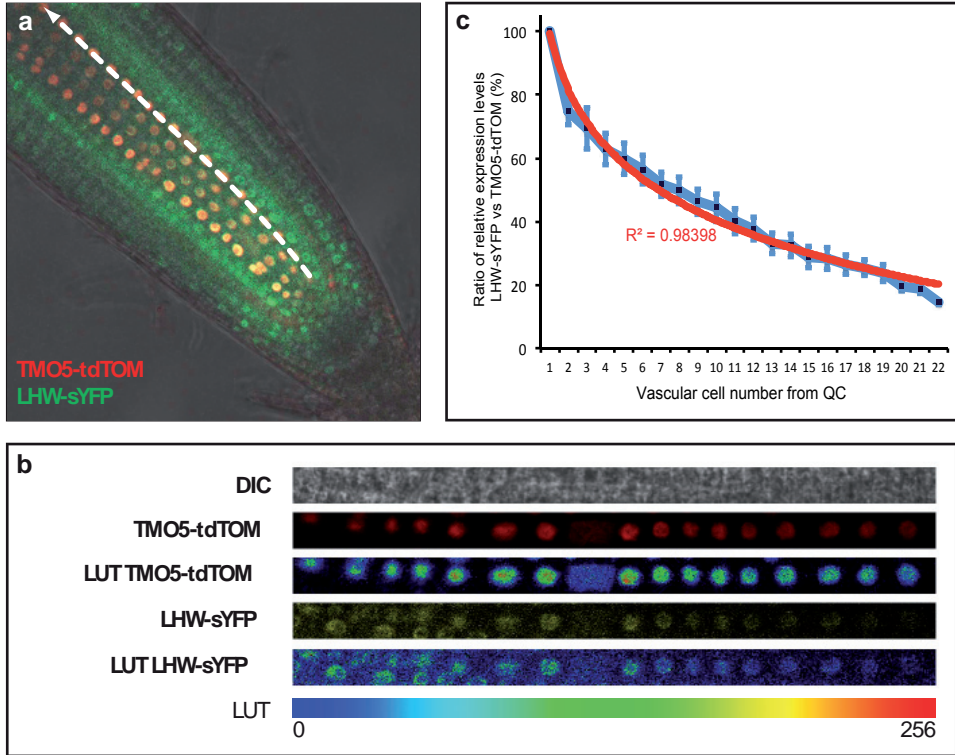 a
TMO5-tdTOM
LHW-sYFP
c
Ratio of relative expression levels
LHW-sYFP vs TMO5-tdTOM (%)
100
80
60
40
20
0
R² = 0.98398
1 2 3 4 5 6 7 8 9 10 11 12 13 14 15 16 17 18 19 20 21 22
Vascular cell number from QC
b
DIC
TMO5-tdTOM
LUT TMO5-tdTOM
LHW-sYFP
LUT LHW-sYFP
LUT
0 256